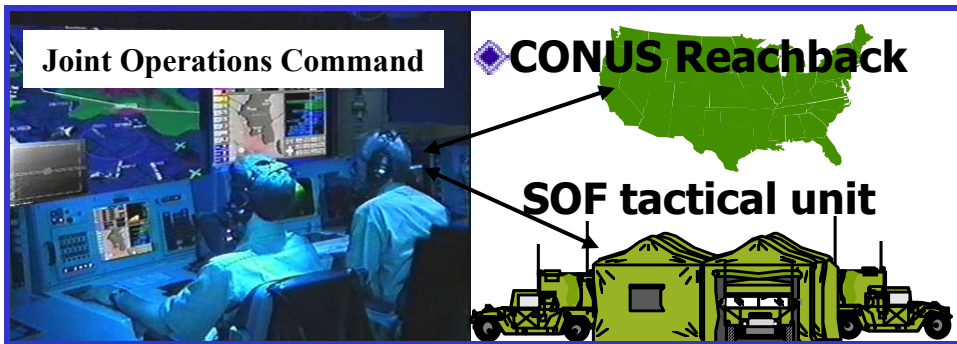 Joint Operations Command
CONUS Reachback
SOF tactical unit